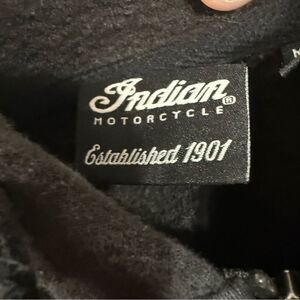 Indian®
MOTORCYCLE
Established 1901